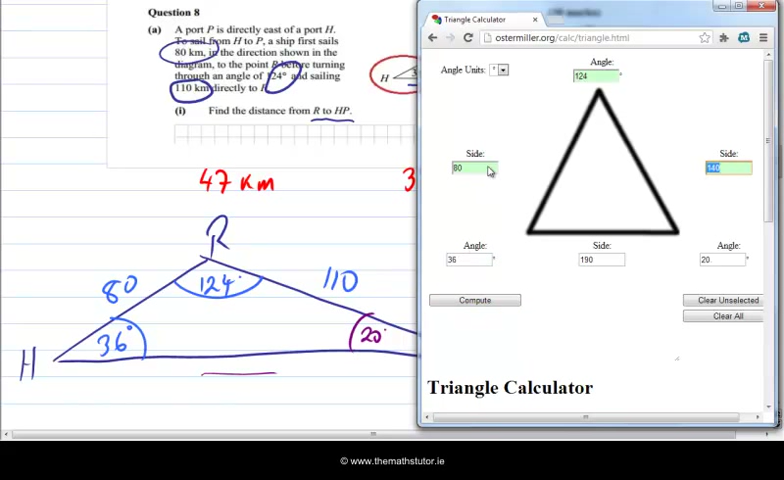 Question 8
(a) A port P is directly east of a port H.
To sail from H to P, a ship first sails
80 km, in the direction shown in the
diagram, to the point R before turning
through an angle of 124° and sailing
110 km directly to
(i) Find the distance from R to HP.
H
47 km
3
R
80
124°
110
36°
20°
H
Triangle Calculator
ostermiller.org/calc/triangle.html
Angle Units: °
Angle:
124 °
Side:
80
Side:
140
Angle:
36 °
Side:
190
Angle:
20 °
Compute
Clear Unselected
Clear All
Triangle Calculator
© www.themathstutor.ie